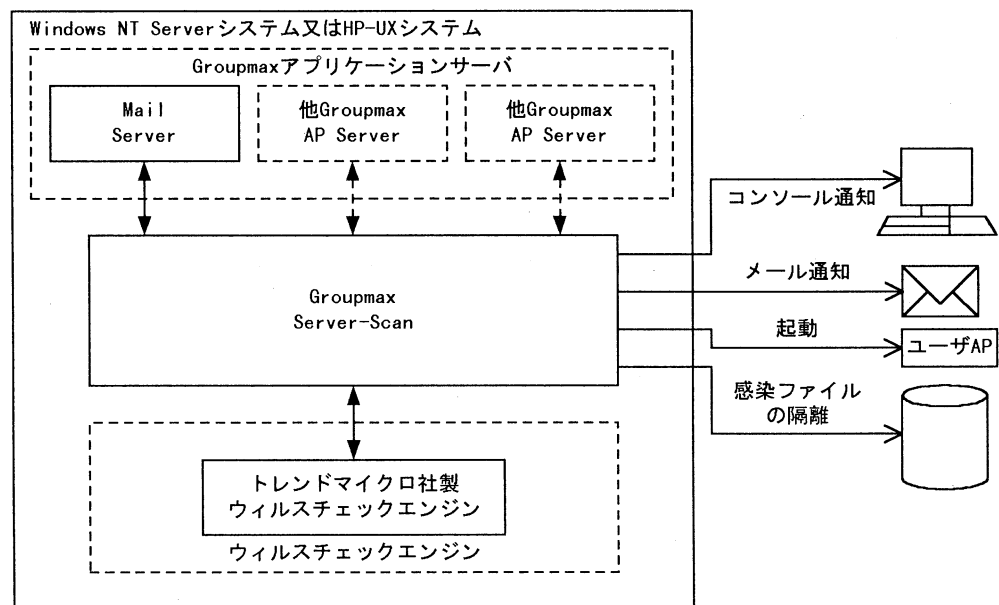 Windows NT Serverシステム又はHP-UXシステム
Groupmaxアプリケーションサーバ
Mail
Server
他Groupmax
AP Server
他Groupmax
AP Server
コンソール通知
メール通知
Groupmax
Server-Scan
起動
ユーザAP
感染ファイル
の隔離
トレンドマイクロ社製
ウィルスチェックエンジン
ウィルスチェックエンジン